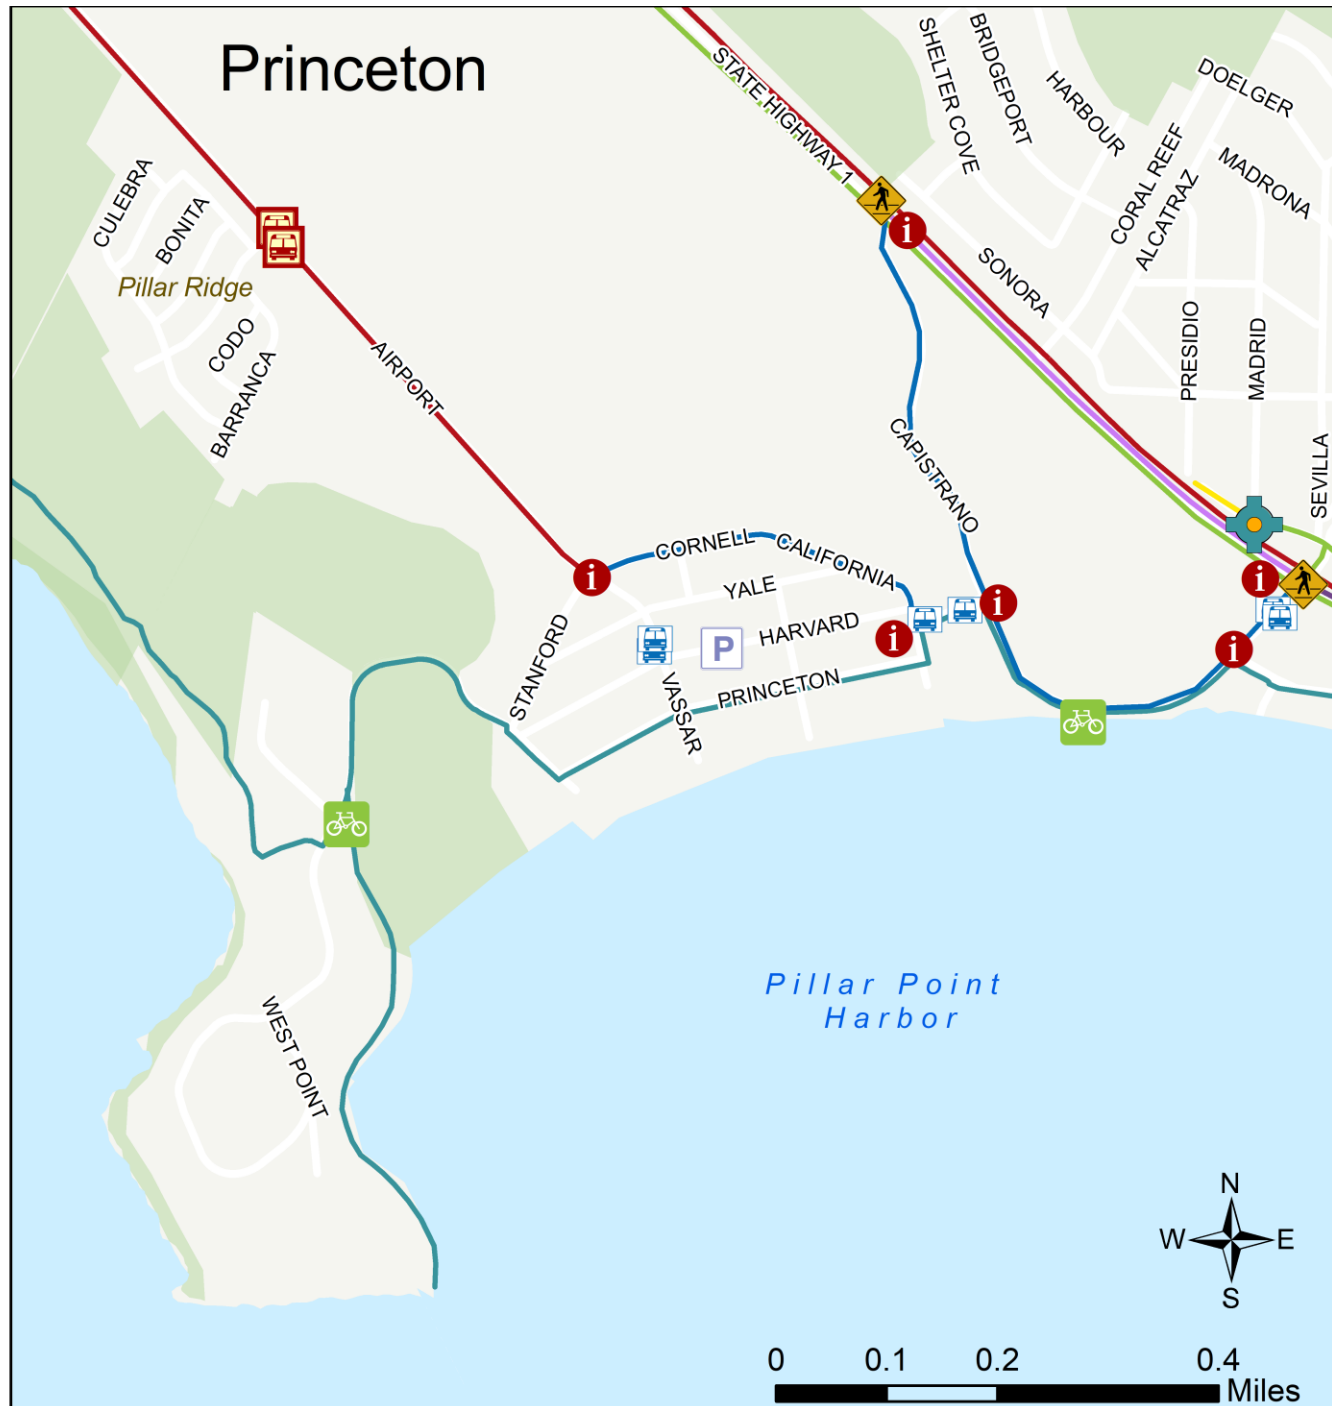 Princeton
STATE HIGHWAY 1
SHELTER COVE
BRIDGEPORT
HARBOUR
DOELGER
MADRONA
CORAL REEF
ALCATRAZ
CULEBRA
BONITA
Pillar Ridge
CODO
BARRANCA
AIRPORT
SONORA
PRESIDIO
MADRID
SEVILLA
CAPISTRANO
i
CORNELL
CALIFORNIA
YALE
HARVARD
STANFORD
PRINCETON
VASSAR
P
i
i
i
i
i
WEST POINT
Pillar Point
Harbor
N
W
E
S
0
0.1
0.2
0.4
Miles